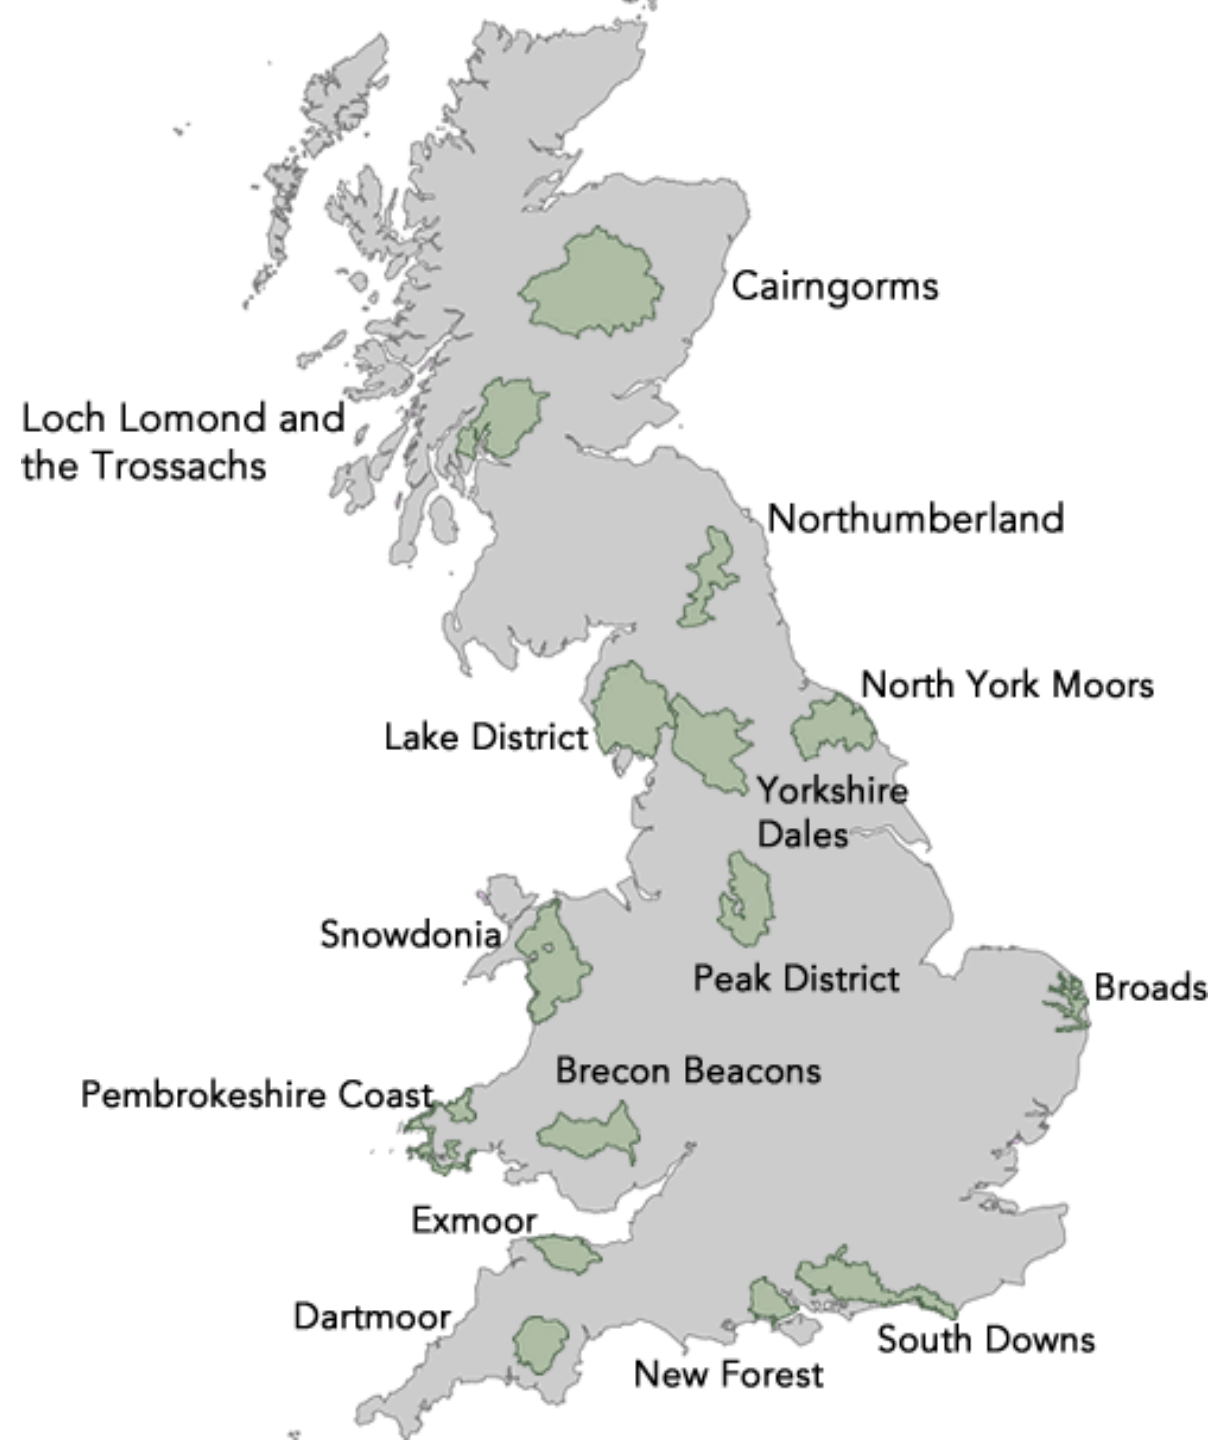 Cairngorms
Loch Lomond and
the Trossachs
Northumberland
North York Moors
Lake District
Yorkshire
Dales
Snowdonia
Peak District
Broads
Brecon Beacons
Pembrokeshire Coast
Exmoor
Dartmoor
South Downs
New Forest